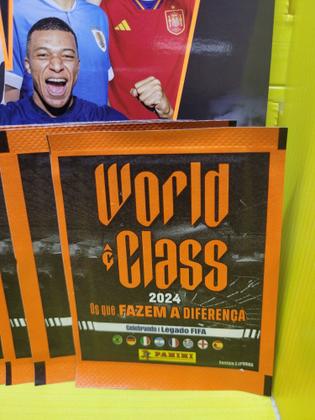 World
Class
2024
Os que FAZEM A DIFERENÇA
Celebrando o Legado FIFA
PANINI